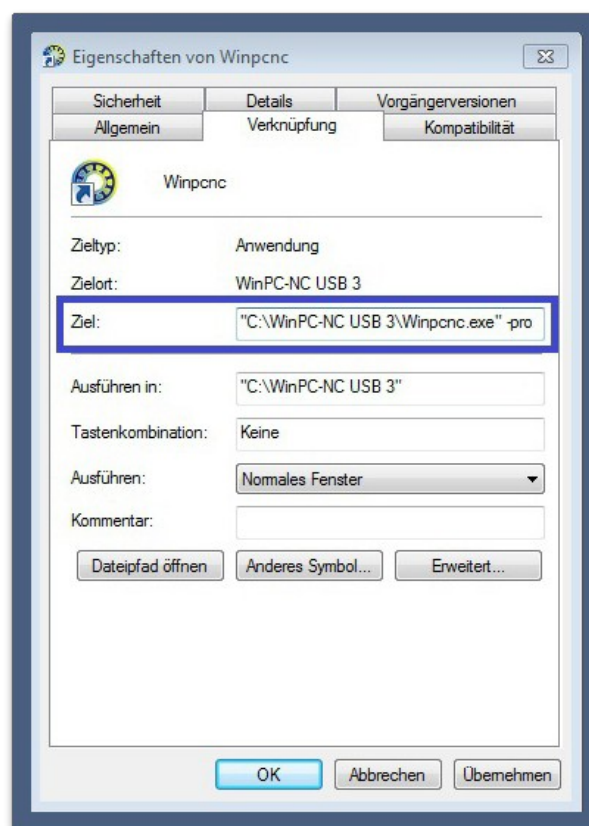 Eigenschaften von Winpcnc
Sicherheit Details Vorgängerversionen
Allgemein Verknüpfung Kompatibilität
Winpcnc
Zieltyp: Anwendung
Zielort: WinPC-NC USB 3
Ziel: "C:\WinPC-NC USB 3\Winpcnc.exe" -pro
Ausführen in: "C:\WinPC-NC USB 3"
Tastenkombination: Keine
Ausführen: Normales Fenster
Kommentar:
Dateipfad öffnen Anderes Symbol... Erweitert...
OK Abbrechen Übernehmen